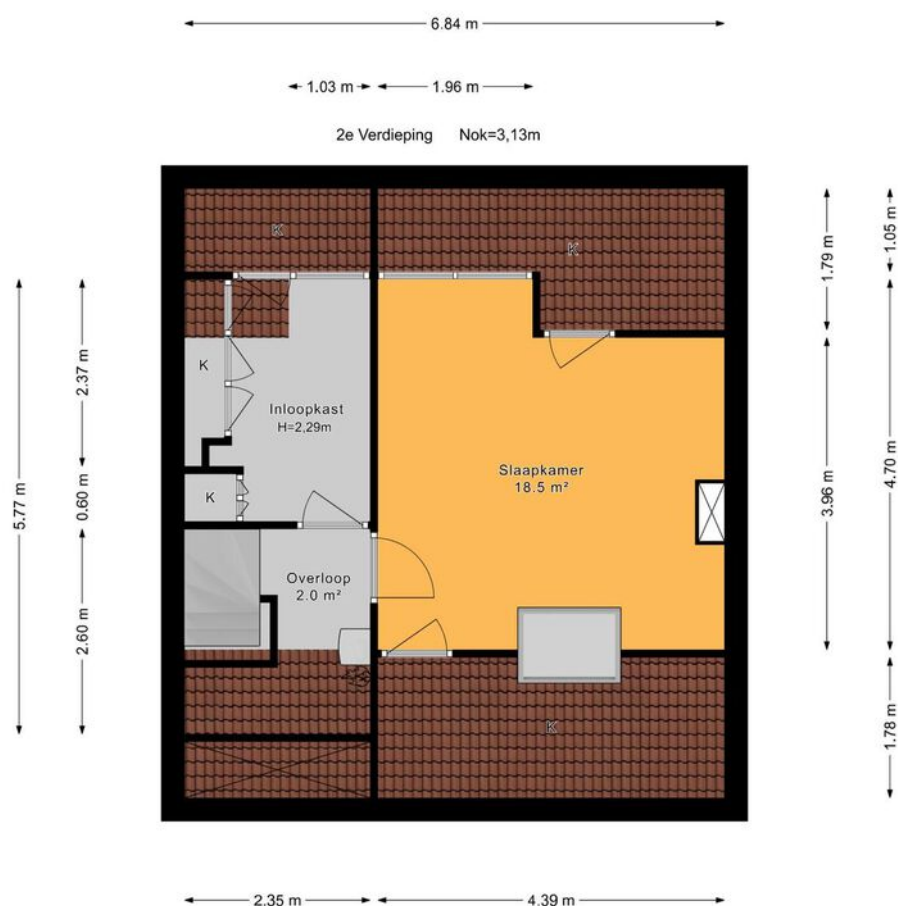 6.84 m
1.03 m
1.96 m
2e Verdieping Nok=3,13m
K
K
1.79 m
1.05 m
5.77 m
2.37 m
K
Inloopkast
H=2,29m
Slaapkamer
18.5 m²
3.96 m
4.70 m
0.60 m
K
Overloop
2.0 m²
2.60 m
K
1.78 m
2.35 m
4.39 m